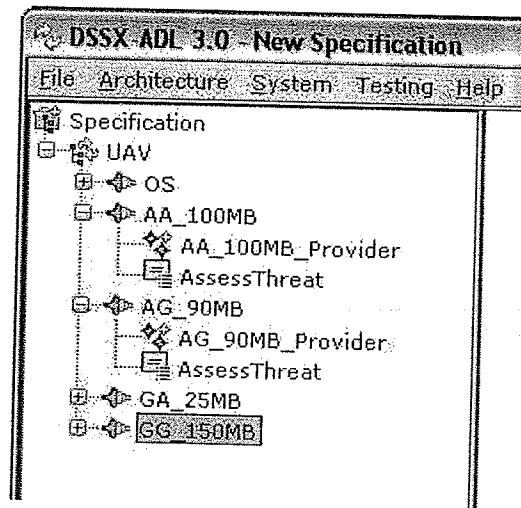 DSSX-ADL 3.0 - New Specification
File Architecture System Testing Help
Specification
UAV
OS
AA_100MB
AA_100MB_Provider
AssessThreat
AG_90MB
AG_90MB_Provider
AssessThreat
GA_25MB
GG_150MB